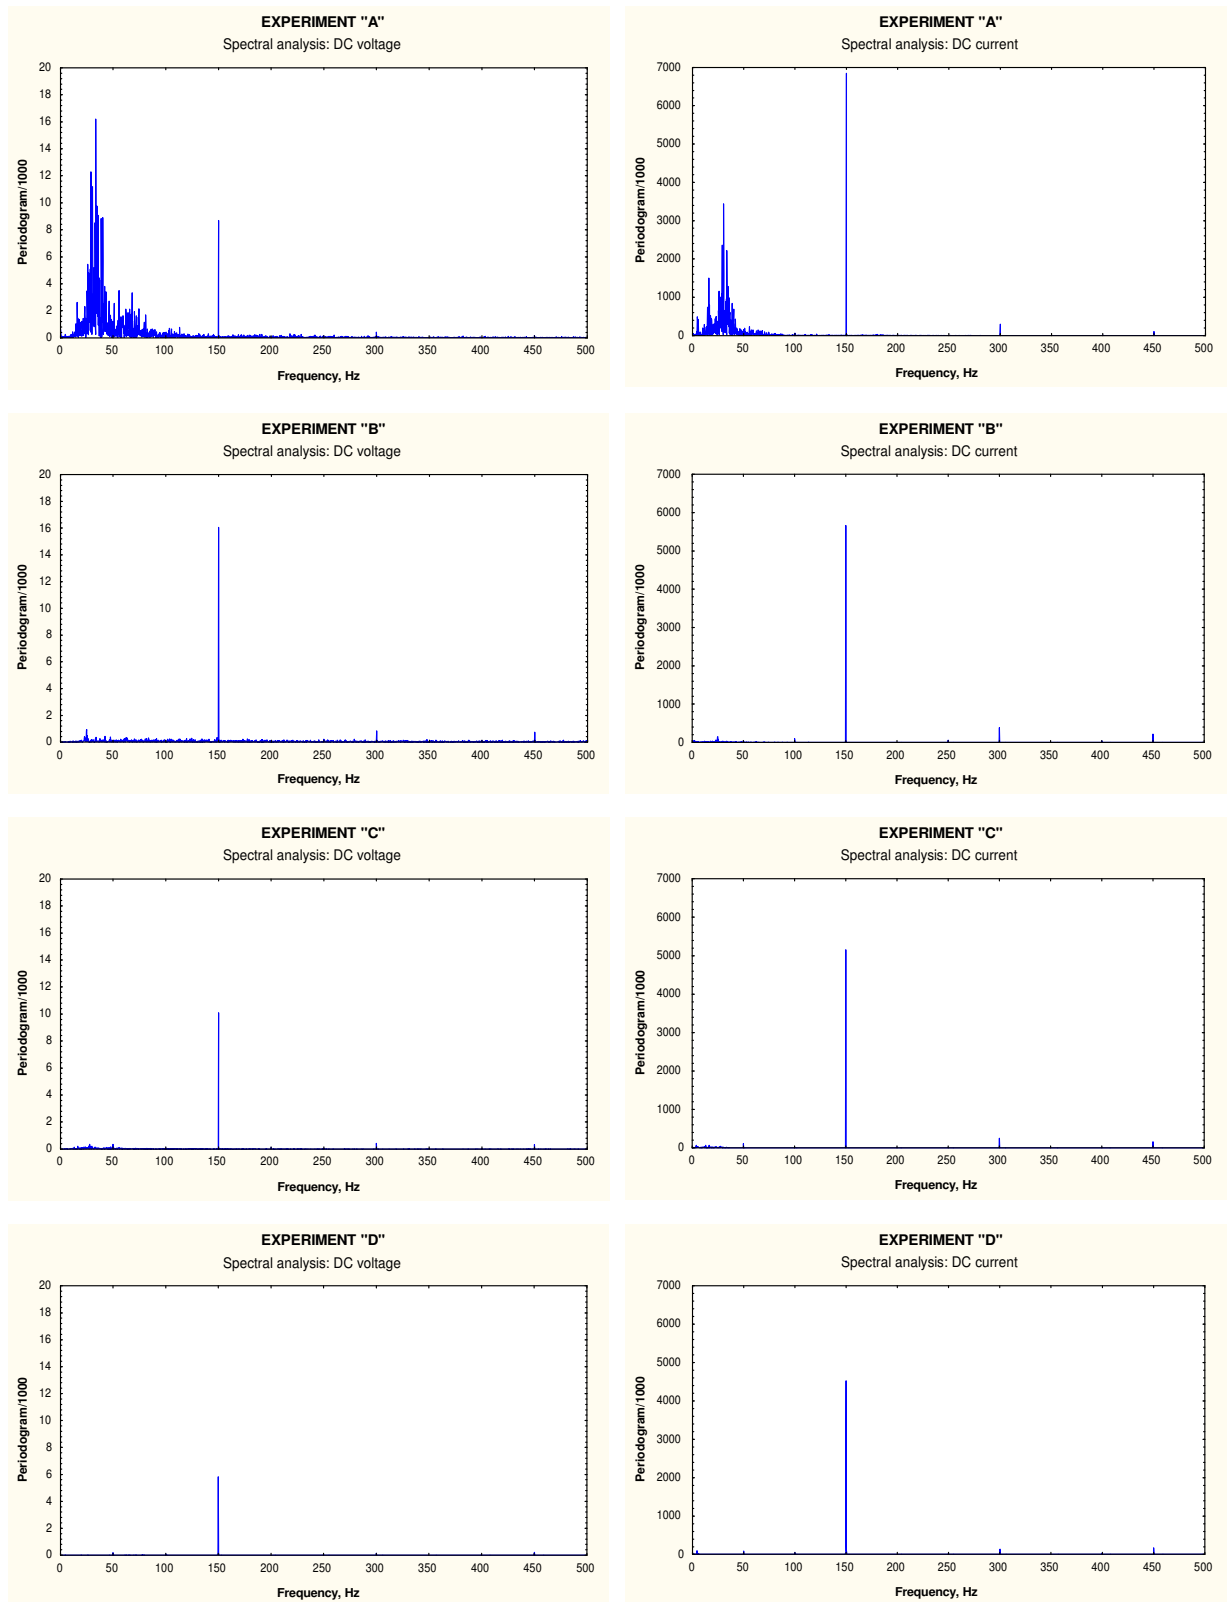 EXPERIMENT "A"
Spectral analysis: DC voltage
20
18
16
14
12
10
8
6
4
2
0
Periodogram/1000
0 50 100 150 200 250 300 350 400 450 500
Frequency, Hz
EXPERIMENT "A"
Spectral analysis: DC current
7000
6000
5000
4000
3000
2000
1000
0
Periodogram/1000
0 50 100 150 200 250 300 350 400 450 500
Frequency, Hz
EXPERIMENT "B"
Spectral analysis: DC voltage
20
18
16
14
12
10
8
6
4
2
0
Periodogram/1000
0 50 100 150 200 250 300 350 400 450 500
Frequency, Hz
EXPERIMENT "B"
Spectral analysis: DC current
7000
6000
5000
4000
3000
2000
1000
0
Periodogram/1000
0 50 100 150 200 250 300 350 400 450 500
Frequency, Hz
EXPERIMENT "C"
Spectral analysis: DC voltage
20
18
16
14
12
10
8
6
4
2
0
Periodogram/1000
0 50 100 150 200 250 300 350 400 450 500
Frequency, Hz
EXPERIMENT "C"
Spectral analysis: DC current
7000
6000
5000
4000
3000
2000
1000
0
Periodogram/1000
0 50 100 150 200 250 300 350 400 450 500
Frequency, Hz
EXPERIMENT "D"
Spectral analysis: DC voltage
20
18
16
14
12
10
8
6
4
2
0
Periodogram/1000
0 50 100 150 200 250 300 350 400 450 500
Frequency, Hz
EXPERIMENT "D"
Spectral analysis: DC current
7000
6000
5000
4000
3000
2000
1000
0
Periodogram/1000
0 50 100 150 200 250 300 350 400 450 500
Frequency, Hz